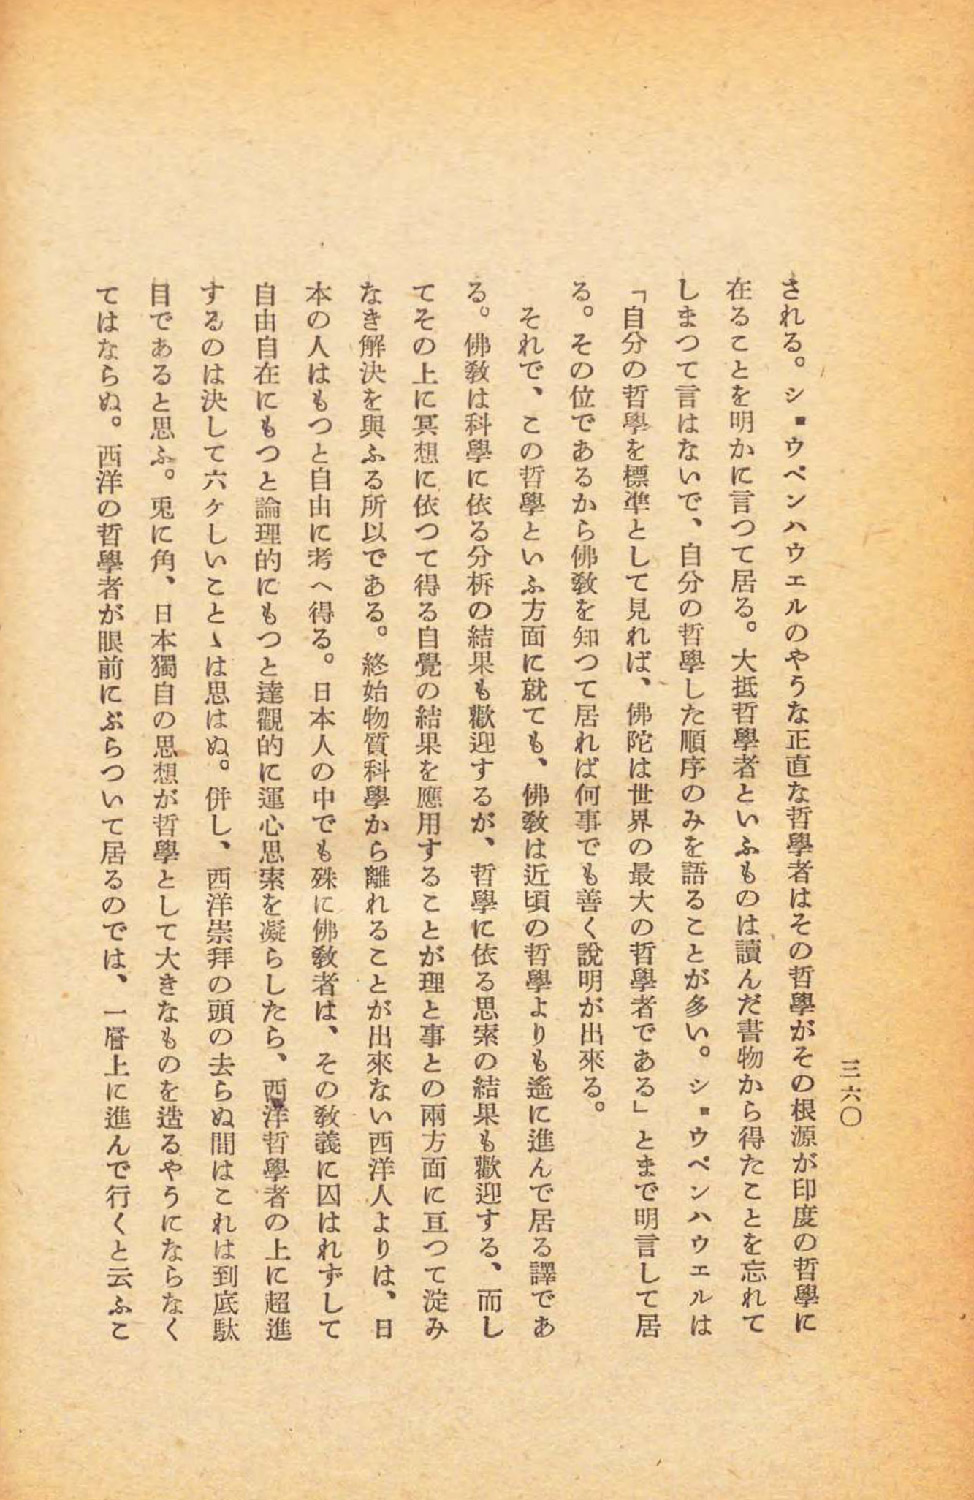 三六〇
される。ショウペンハウエルのやうな正直な哲學者はその哲學がその根源が印度の哲學に
在ることを明かに言つて居る。大抵哲學者といふものは讀んだ書物から得たことを忘れて
しまつて言はないで、自分の哲學した順序のみを語ることが多い。ショウペンハウエルは
「自分の哲學を標準として見れば、佛陀は世界の最大の哲學者である」とまで明言して居
る。その位であるから佛敎を知つて居れば何事でも善く說明が出來る。
それで、この哲學といふ方面に就ても、佛敎は近頃の哲學よりも遙に進んで居る譯であ
る。佛敎は科學に依る分柝の結果も歡迎するが、哲學に依る思索の結果も歡迎する、而し
てその上に冥想に依つて得る自覺の結果を應用することが理と事との兩方面に亘つて淀み
なき解決を與ふる所以である。終始物質科學から離れることが出來ない西洋人よりは、日
本の人はもつと自由に考へ得る。日本人の中でも殊に佛敎者は、その敎義に囚はれずして
自由自在にもつと論理的にもつと達觀的に運心思索を凝らしたら、西洋哲學者の上に超進
するのは決して六ケしいことゝは思はぬ。併し、西洋崇拜の頭の去らぬ間はこれは到底駄
目であると思ふ。兎に角、日本獨自の思想が哲學として大きなものを造るやうにならなく
てはならぬ。西洋の哲學者が眼前にぶらついて居るのでは、一層上に進んで行くと云ふこ